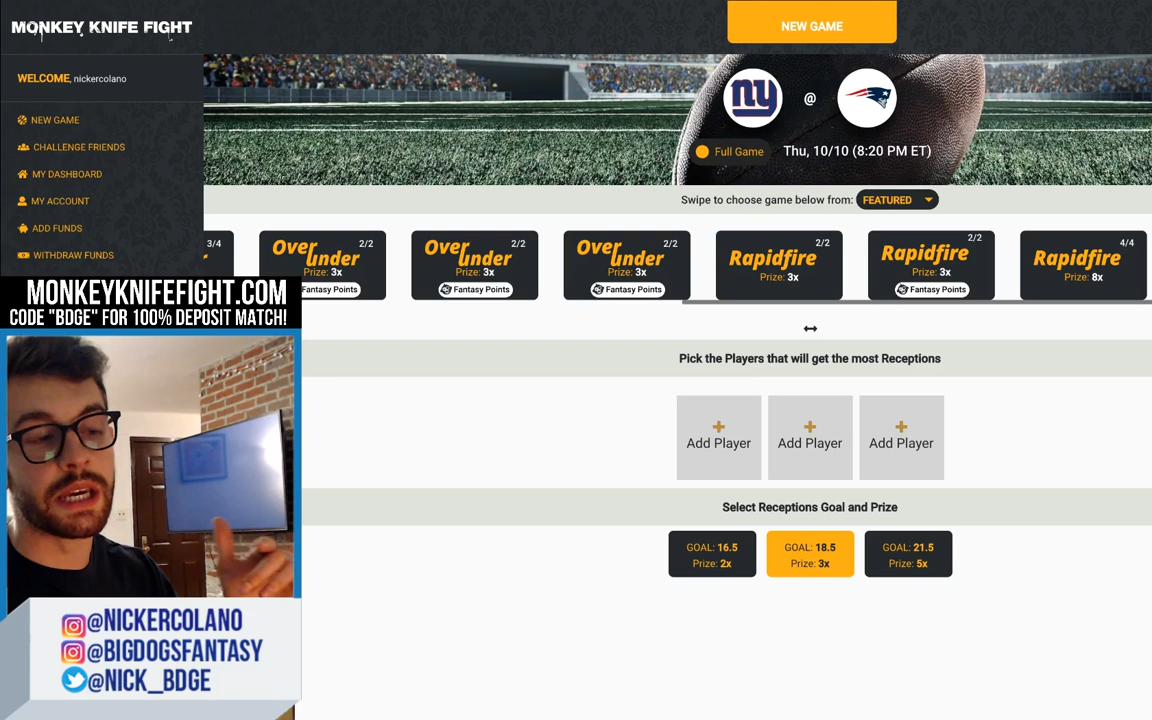 MONKEY KNIFE FIGHT
NEW GAME
WELCOME, nickercolano
NEW GAME
CHALLENGE FRIENDS
MY DASHBOARD
MY ACCOUNT
ADD FUNDS
WITHDRAW FUNDS
ny @
Full Game Thu, 10/10 (8:20 PM ET)
Swipe to choose game below from: FEATURED
3/4
2/2
Over Under
Prize: 3x
Fantasy Points
2/2
Over Under
Prize: 3x
Fantasy Points
2/2
Over Under
Prize: 3x
Fantasy Points
2/2
Rapidfire
Prize: 3x
2/2
Rapidfire
Prize: 3x
Fantasy Points
4/4
Rapidfire
Prize: 8x
MONKEYKNIFEFIGHT.COM
CODE "BDGE" FOR 100% DEPOSIT MATCH!
Pick the Players that will get the most Receptions
+ + +
Add Player Add Player Add Player
Select Receptions Goal and Prize
GOAL: 16.5 GOAL: 18.5 GOAL: 21.5
Prize: 2x Prize: 3x Prize: 5x
@NICKERCOLANO
@BIGDOGSFANTASY
@NICK_BDGE